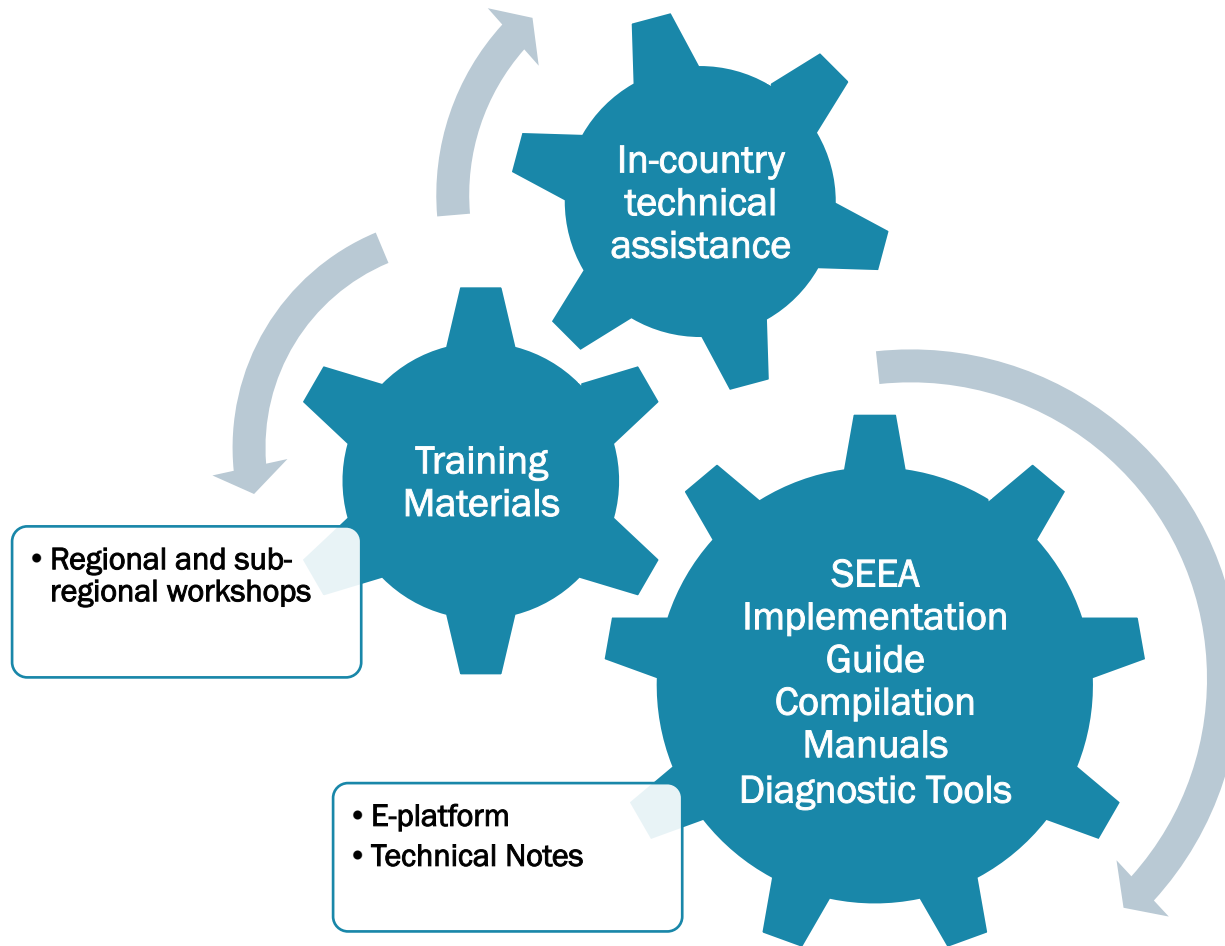 In-country
technical
assistance
Training
Materials
• Regional and sub-
regional workshops
SEEA
Implementation
Guide
Compilation
Manuals
Diagnostic Tools
• E-platform
• Technical Notes